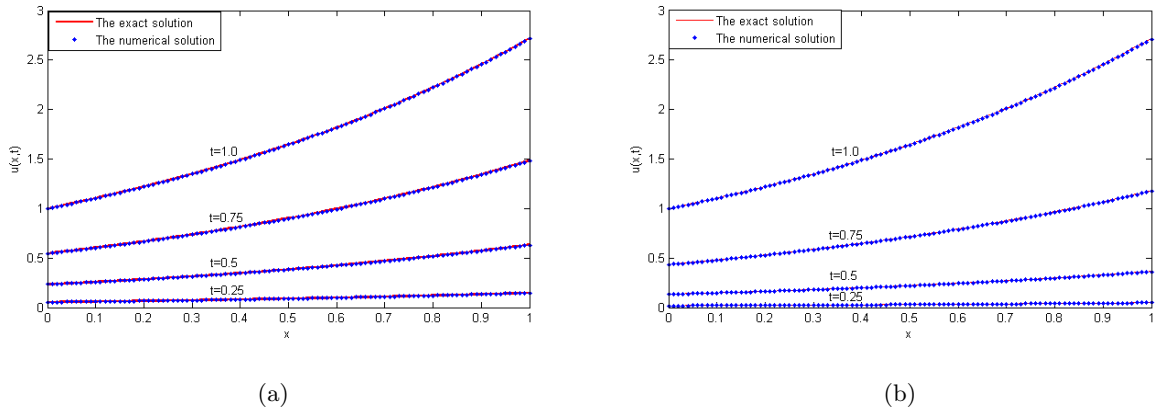 The exact solution
The numerical solution
u(x,t)
3
2.5
2
1.5
1
0.5
0
t=1.0
t=0.75
t=0.5
t=0.25
0 0.1 0.2 0.3 0.4 0.5 0.6 0.7 0.8 0.9 1
x
(a)
The exact solution
The numerical solution
u(x,t)
3
2.5
2
1.5
1
0.5
0
t=1.0
t=0.75
t=0.5
t=0.25
0 0.1 0.2 0.3 0.4 0.5 0.6 0.7 0.8 0.9 1
x
(b)